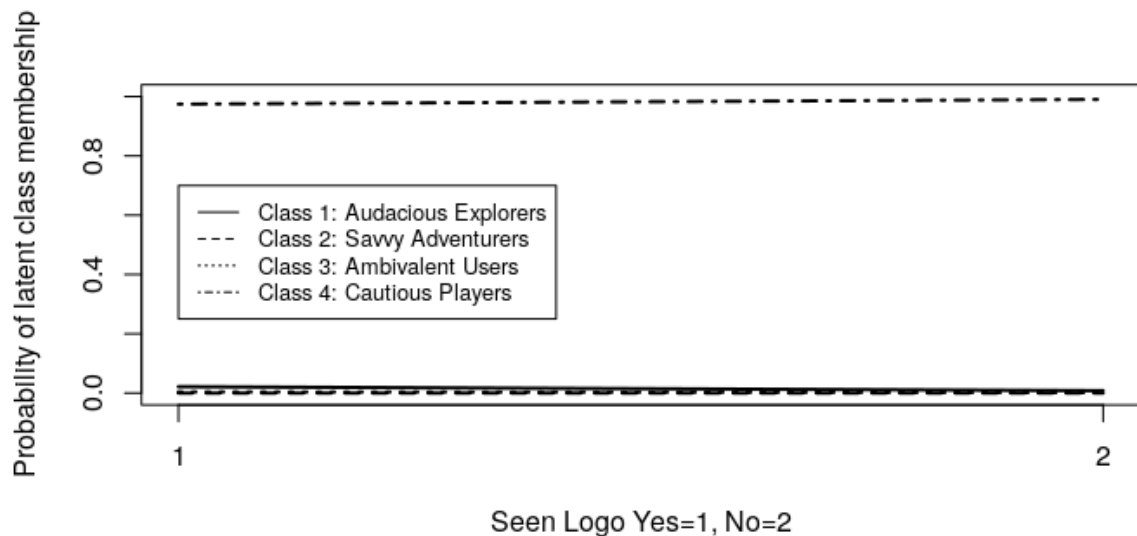 Probability of latent class membership
0.8
0.4
0.0
Class 1: Audacious Explorers
Class 2: Savvy Adventurers
Class 3: Ambivalent Users
Class 4: Cautious Players
1
2
Seen Logo Yes=1, No=2